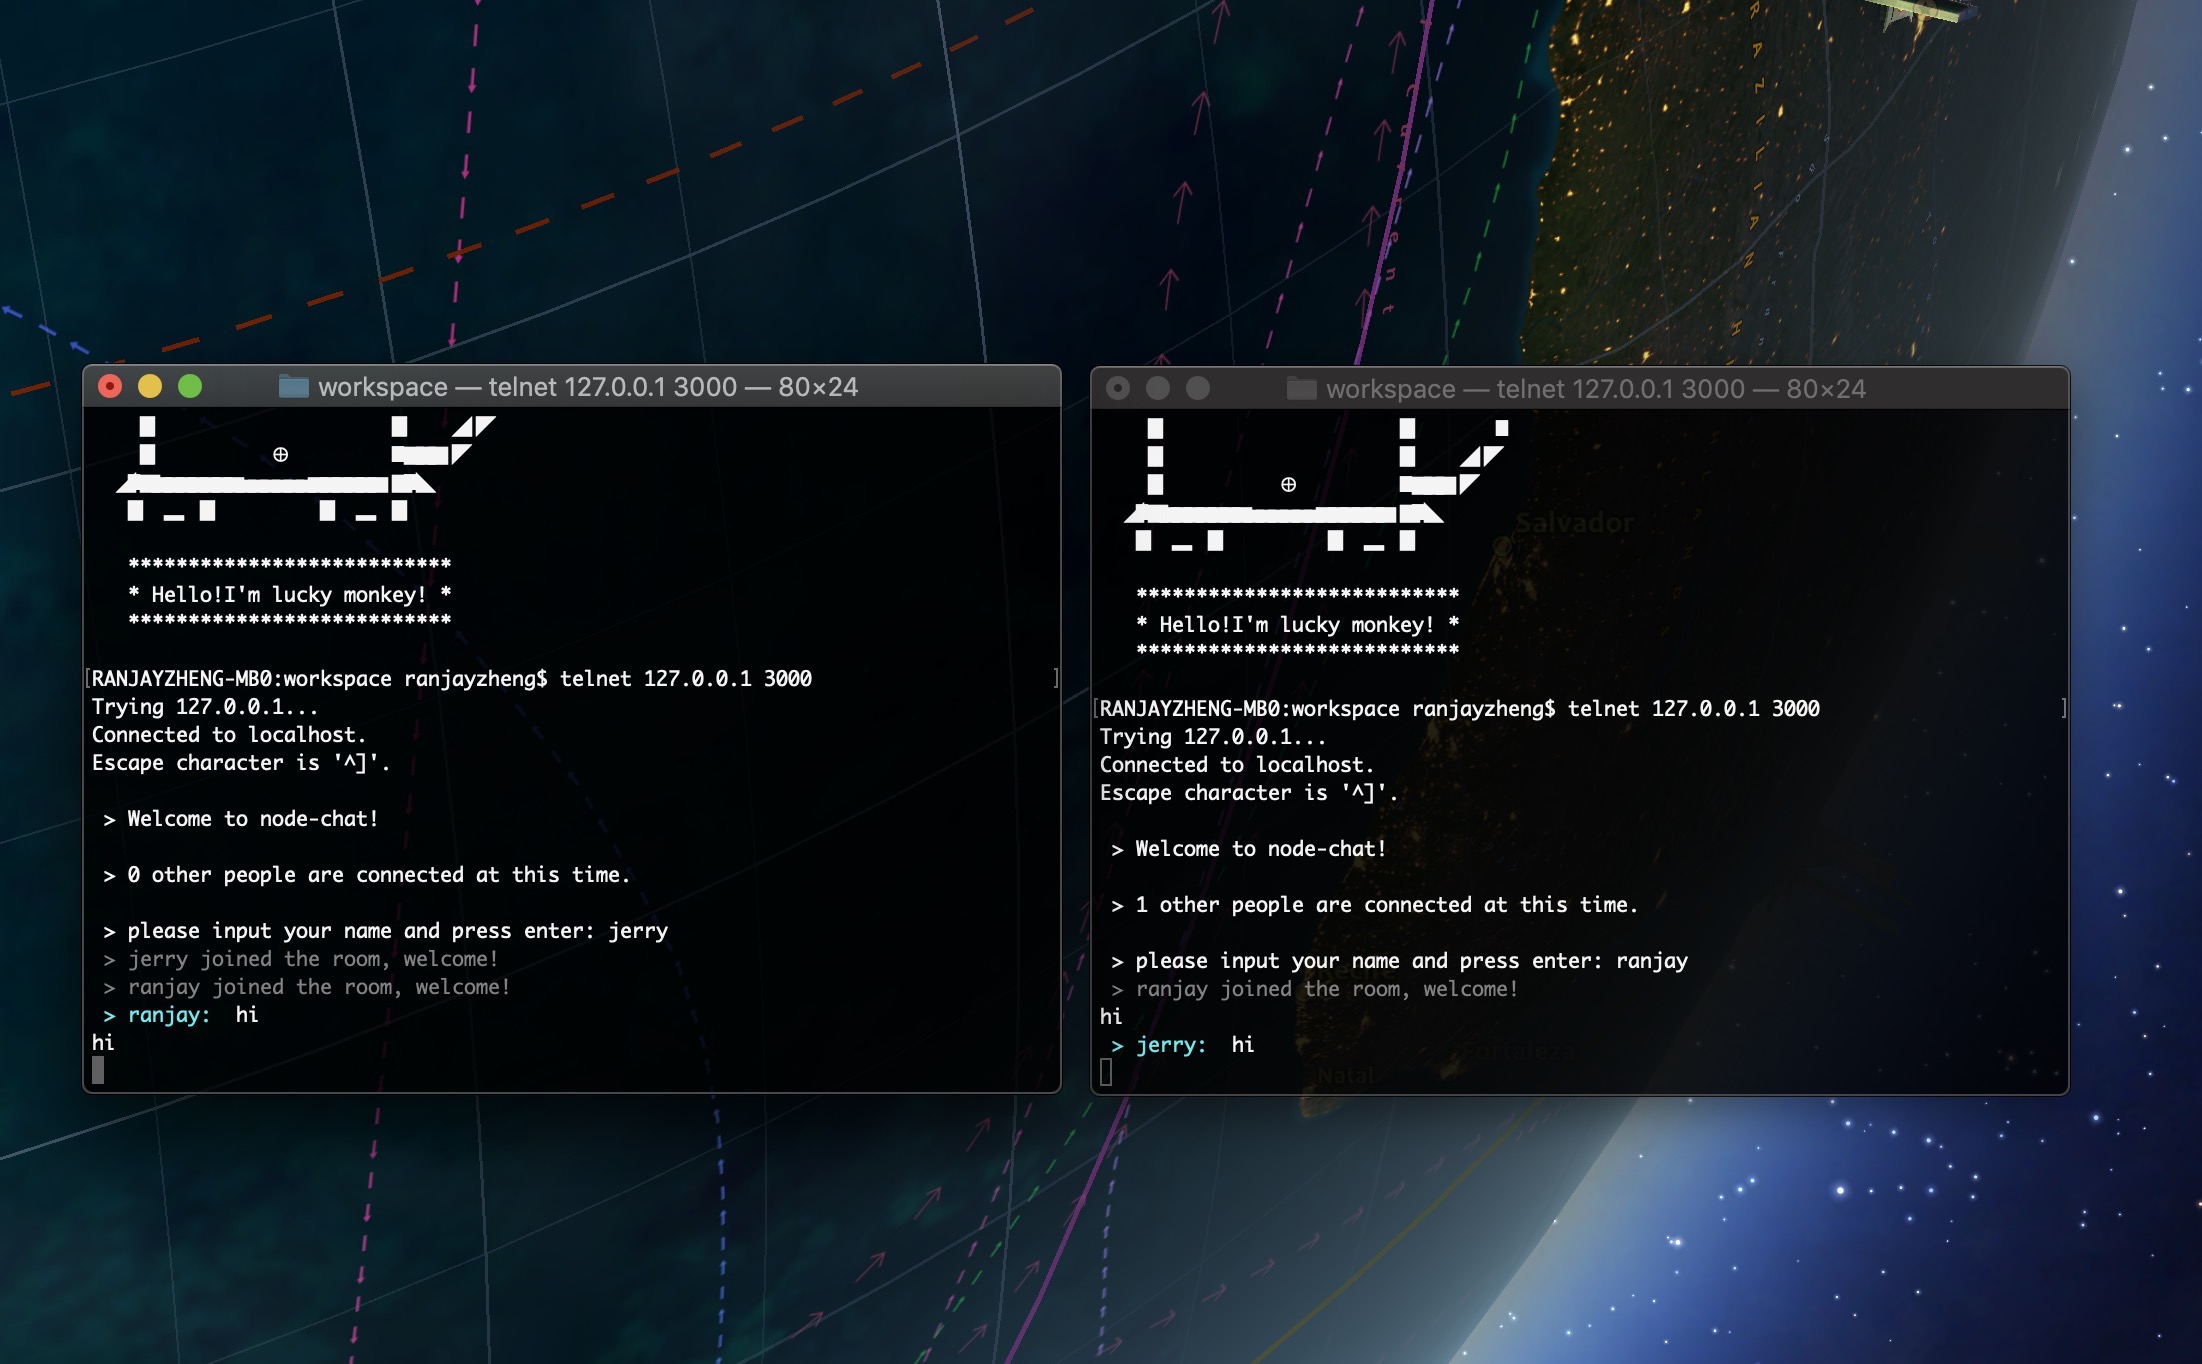 workspace — telnet 127.0.0.1 3000 — 80×24
***************************
* Hello!I'm lucky monkey! *
***************************
[RANJAYZHENG-MB0:workspace ranjayzheng$ telnet 127.0.0.1 3000 ]
Trying 127.0.0.1...
Connected to localhost.
Escape character is '^]'.
> Welcome to node-chat!
> 0 other people are connected at this time.
> please input your name and press enter: jerry
> jerry joined the room, welcome!
> ranjay joined the room, welcome!
> ranjay:  hi
hi
workspace — telnet 127.0.0.1 3000 — 80×24
***************************
* Hello!I'm lucky monkey! *
***************************
[RANJAYZHENG-MB0:workspace ranjayzheng$ telnet 127.0.0.1 3000 ]
Trying 127.0.0.1...
Connected to localhost.
Escape character is '^]'.
> Welcome to node-chat!
> 1 other people are connected at this time.
> please input your name and press enter: ranjay
> ranjay joined the room, welcome!
hi
> jerry:  hi
Salvador
Fortaleza
Natal